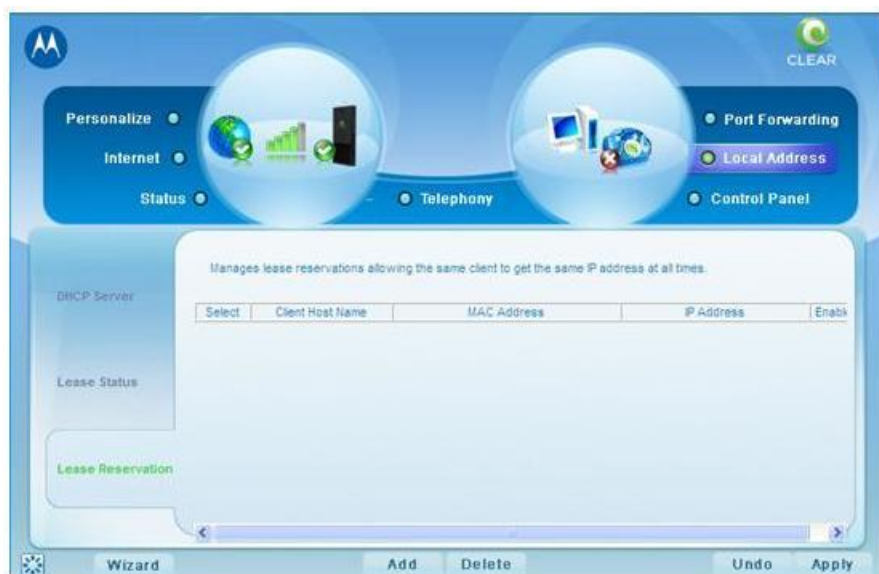 CLEAR
Personalize
Port Forwarding
Internet
Local Address
Status
Telephony
Control Panel
Manages lease reservations allowing the same client to get the same IP address at all times.
DHCP Server
Select Client Host Name MAC Address IP Address Enabl
Lease Status
Lease Reservation
Wizard Add Delete Undo Apply